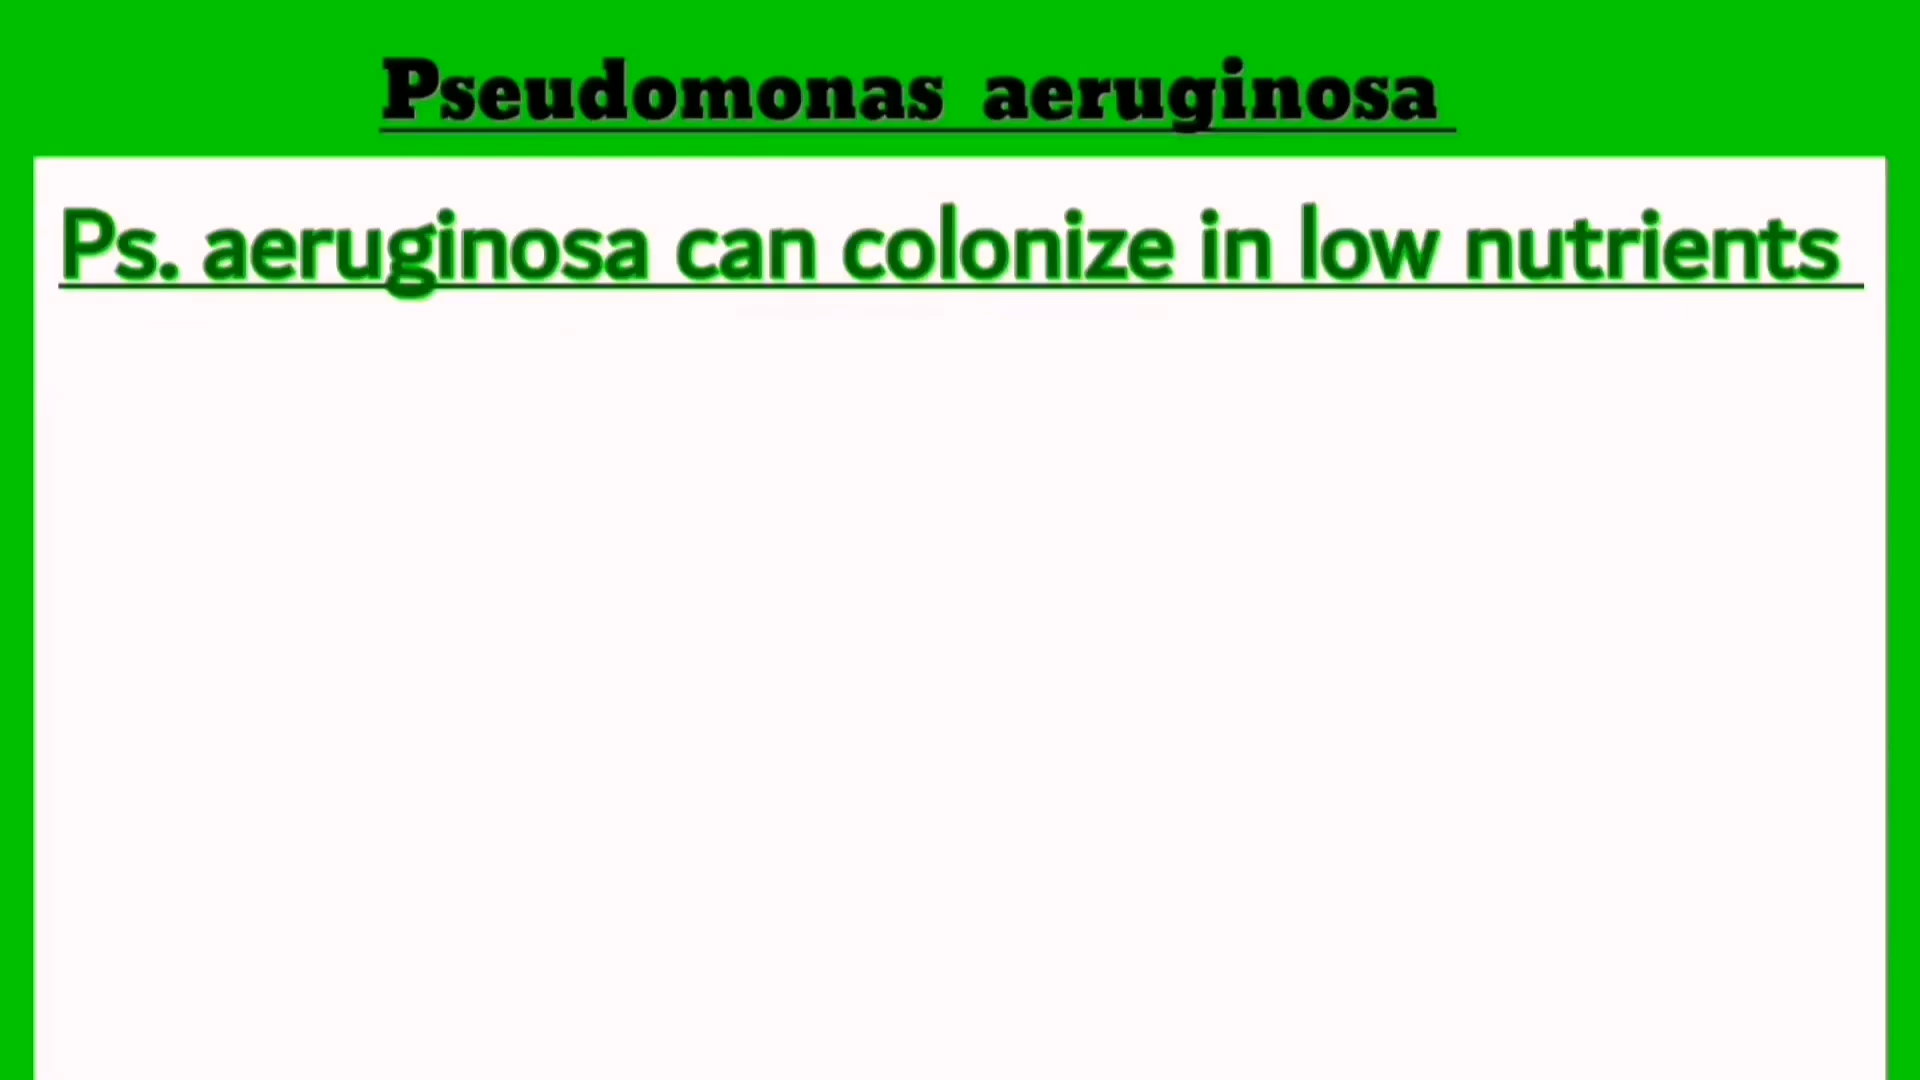 Pseudomonas aeruginosa
Ps. aeruginosa can colonize in low nutrients